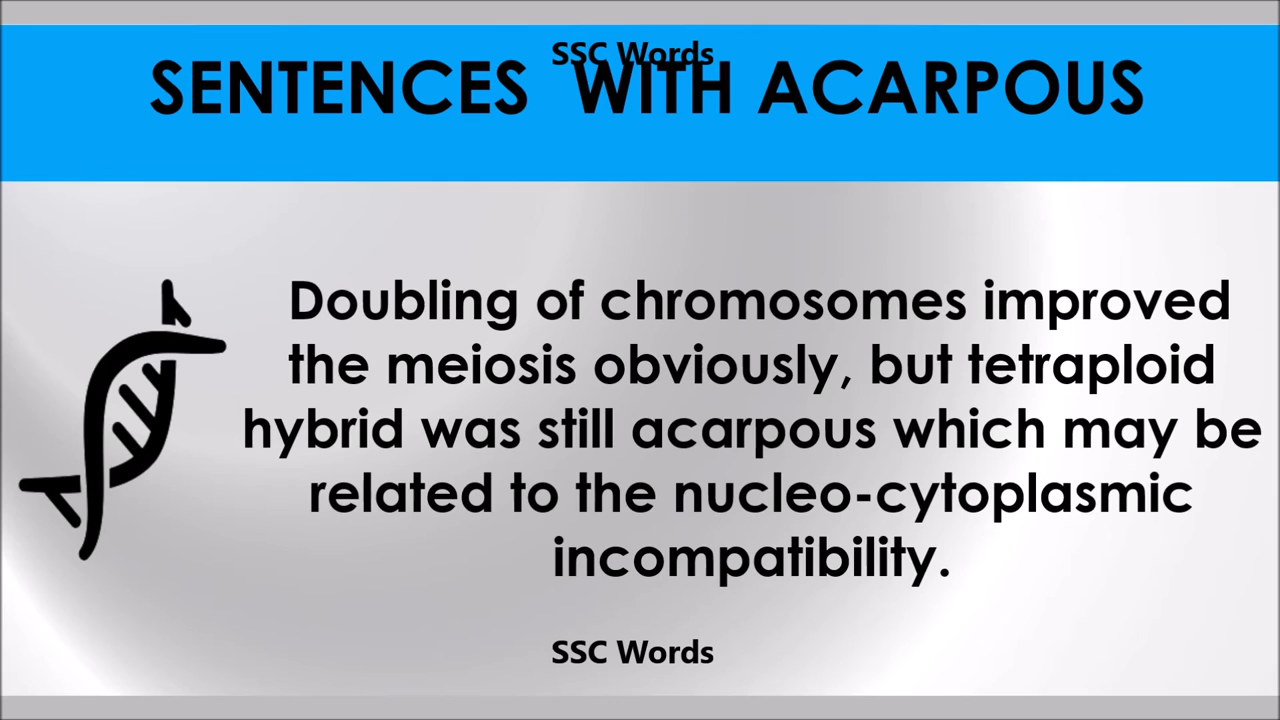 SSC Words
SENTENCES WITH ACARPOUS
Doubling of chromosomes improved
the meiosis obviously, but tetraploid
hybrid was still acarpous which may be
related to the nucleo-cytoplasmic
incompatibility.
SSC Words